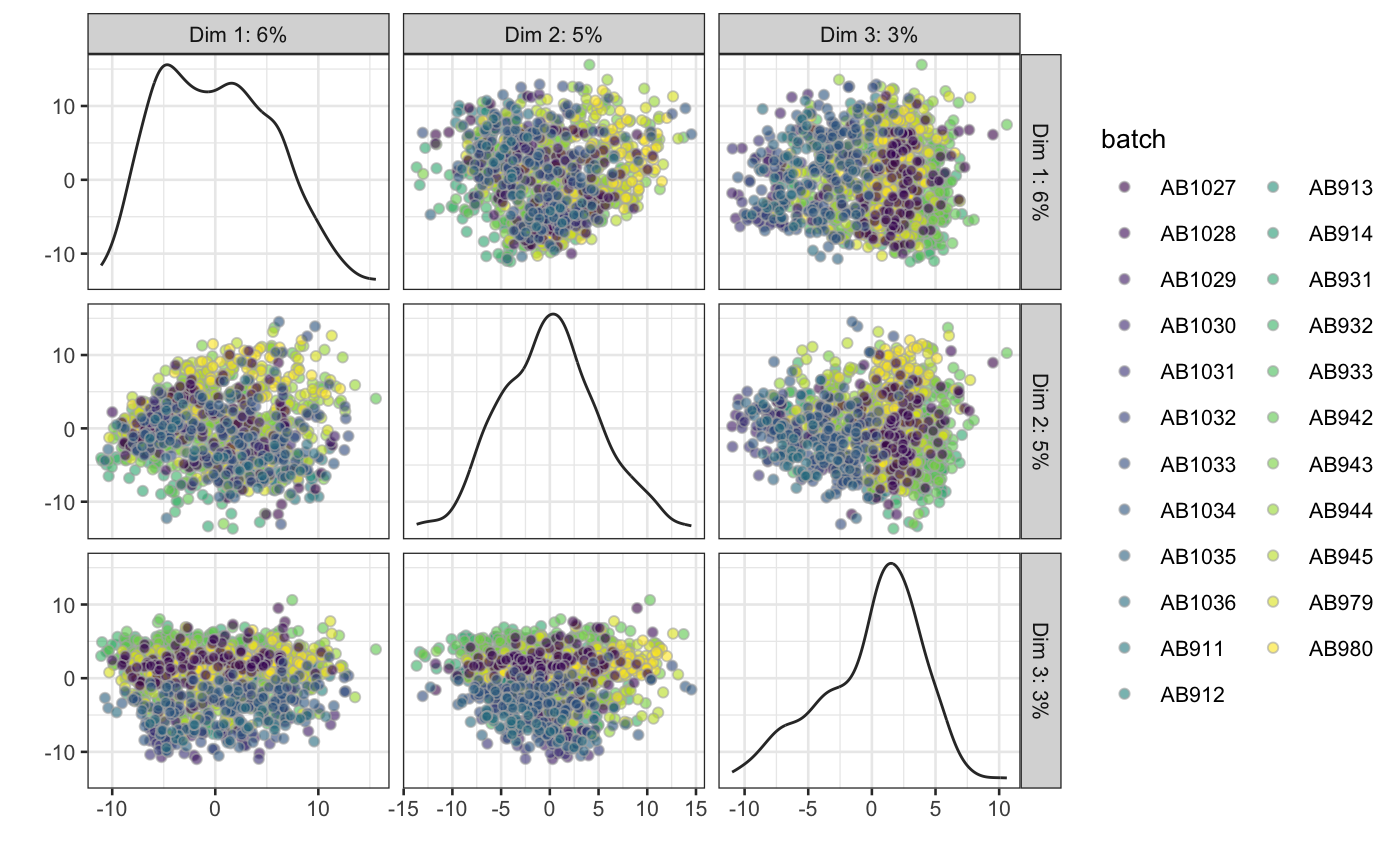 Dim 1: 6% Dim 2: 5% Dim 3: 3%
10
0
-10
Dim 1: 6%
10
0
-10
Dim 2: 5%
10
0
-10
Dim 3: 3%
-10 0 10 -15 -10 -5 0 5 10 15 -10 -5 0 5 10
batch
AB1027 AB913
AB1028 AB914
AB1029 AB931
AB1030 AB932
AB1031 AB933
AB1032 AB942
AB1033 AB943
AB1034 AB944
AB1035 AB945
AB1036 AB979
AB911 AB980
AB912